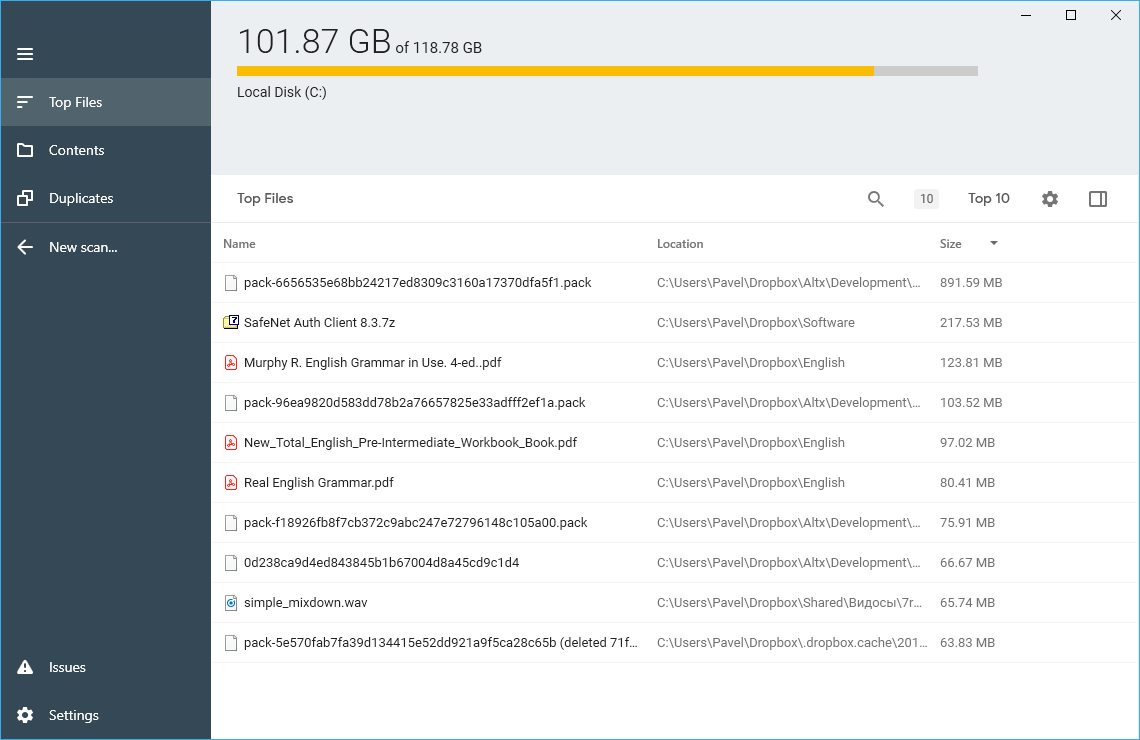 101.87 GB of 118.78 GB
Local Disk (C:)
Top Files
Contents
Duplicates
New scan...
Issues
Settings
Top Files 10 Top 10
Name Location Size
pack-6656535e68bb24217ed8309c3160a17370dfa5f1.pack C:\Users\Pavel\Dropbox\Altx\Development\... 891.59 MB
SafeNet Auth Client 8.3.7z C:\Users\Pavel\Dropbox\Software 217.53 MB
Murphy R. English Grammar in Use. 4-ed..pdf C:\Users\Pavel\Dropbox\English 123.81 MB
pack-96ea9820d583dd78b2a76657825e33adfff2ef1a.pack C:\Users\Pavel\Dropbox\Altx\Development\... 103.52 MB
New_Total_English_Pre-Intermediate_Workbook_Book.pdf C:\Users\Pavel\Dropbox\English 97.02 MB
Real English Grammar.pdf C:\Users\Pavel\Dropbox\English 80.41 MB
pack-f18926fb8f7cb372c9abc247e72796148c105a00.pack C:\Users\Pavel\Dropbox\Altx\Development\... 75.91 MB
0d238ca9d4ed843845b1b67004d8a45cd9c1d4 C:\Users\Pavel\Dropbox\Altx\Development\... 66.67 MB
simple_mixdown.wav C:\Users\Pavel\Dropbox\Shared\Видосы\7r... 65.74 MB
pack-5e570fab7fa39d134415e52dd921a9f5ca28c65b (deleted 71f... C:\Users\Pavel\Dropbox\.dropbox.cache\201... 63.83 MB